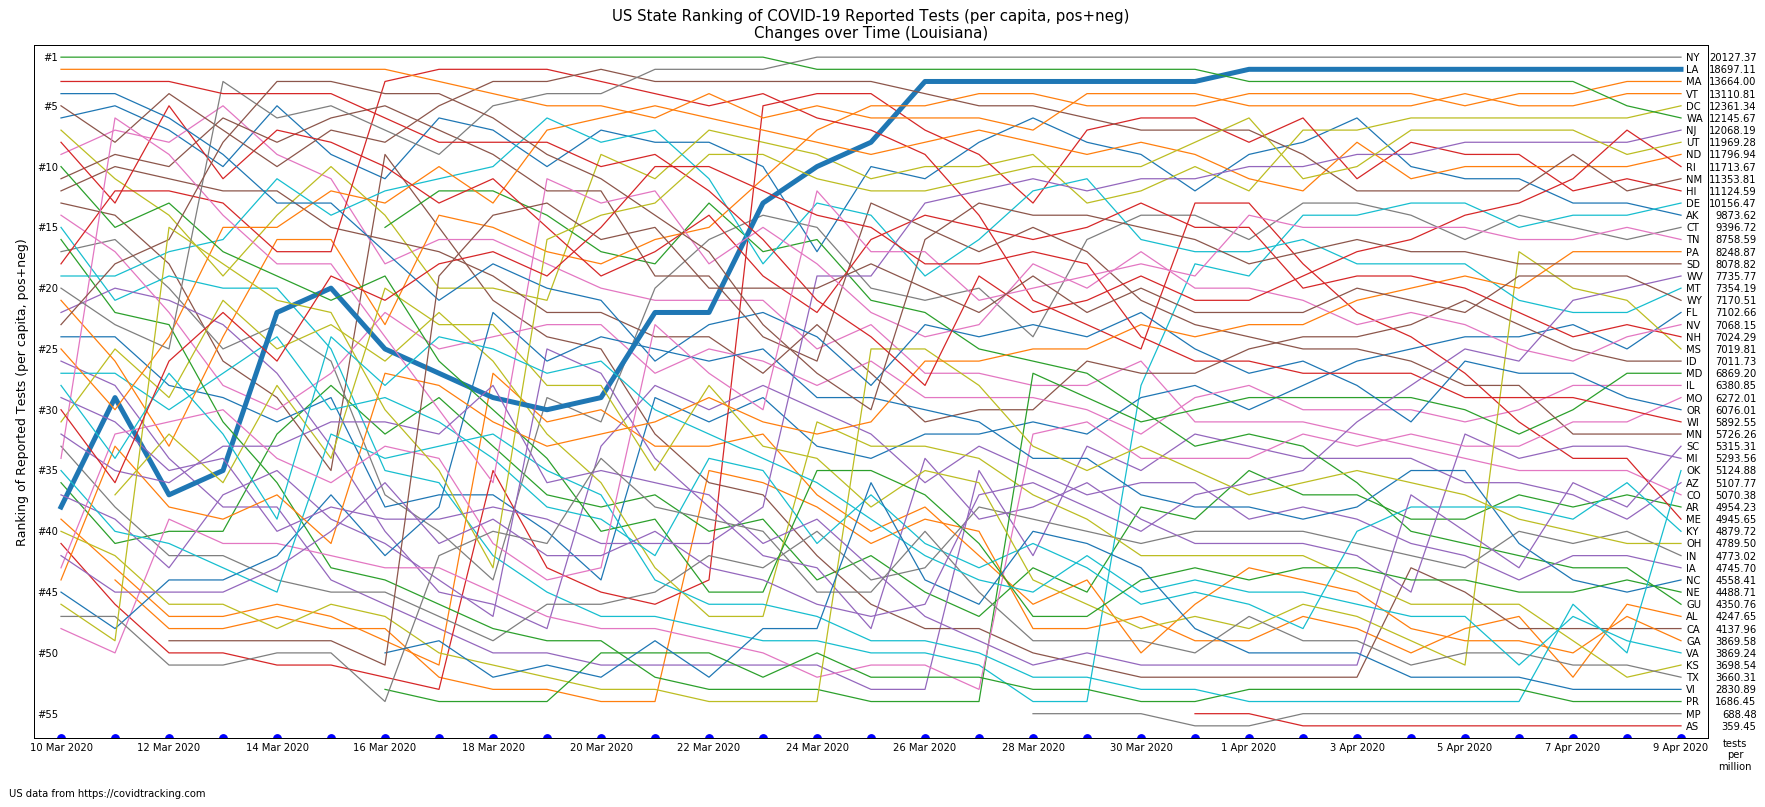 US State Ranking of COVID-19 Reported Tests (per capita, pos+neg)
Changes over Time (Louisiana)
Ranking of Reported Tests (per capita, pos+neg)
#1
#5
#10
#15
#20
#25
#30
#35
#40
#45
#50
#55
NY 20127.37
LA 18697.11
MA 13664.00
VT 13110.81
DC 12361.34
WA 12145.67
NJ 12068.19
UT 11969.28
ND 11796.94
RI 11713.67
NM 11353.81
HI 11124.59
DE 10156.47
AK 9873.62
CT 9396.72
TN 8758.59
PA 8248.87
SD 8078.82
WV 7735.77
MT 7354.19
WY 7170.51
FL 7102.66
NV 7068.15
NH 7024.29
MS 7019.81
ID 7011.73
MD 6869.20
IL 6380.85
MO 6272.01
OR 6076.01
WI 5892.55
MN 5726.26
SC 5315.31
MI 5293.56
OK 5124.88
AZ 5107.77
CO 5070.38
AR 4954.23
ME 4945.65
KY 4879.72
OH 4789.50
IN 4773.02
IA 4745.70
NC 4558.41
NE 4488.71
GU 4350.76
AL 4247.65
CA 4137.96
GA 3869.58
VA 3869.24
KS 3698.54
TX 3660.31
VI 2830.89
PR 1686.45
MP 688.48
AS 359.45
10 Mar 2020 12 Mar 2020 14 Mar 2020 16 Mar 2020 18 Mar 2020 20 Mar 2020 22 Mar 2020 24 Mar 2020 26 Mar 2020 28 Mar 2020 30 Mar 2020 1 Apr 2020 3 Apr 2020 5 Apr 2020 7 Apr 2020 9 Apr 2020
tests
per
million
US data from https://covidtracking.com